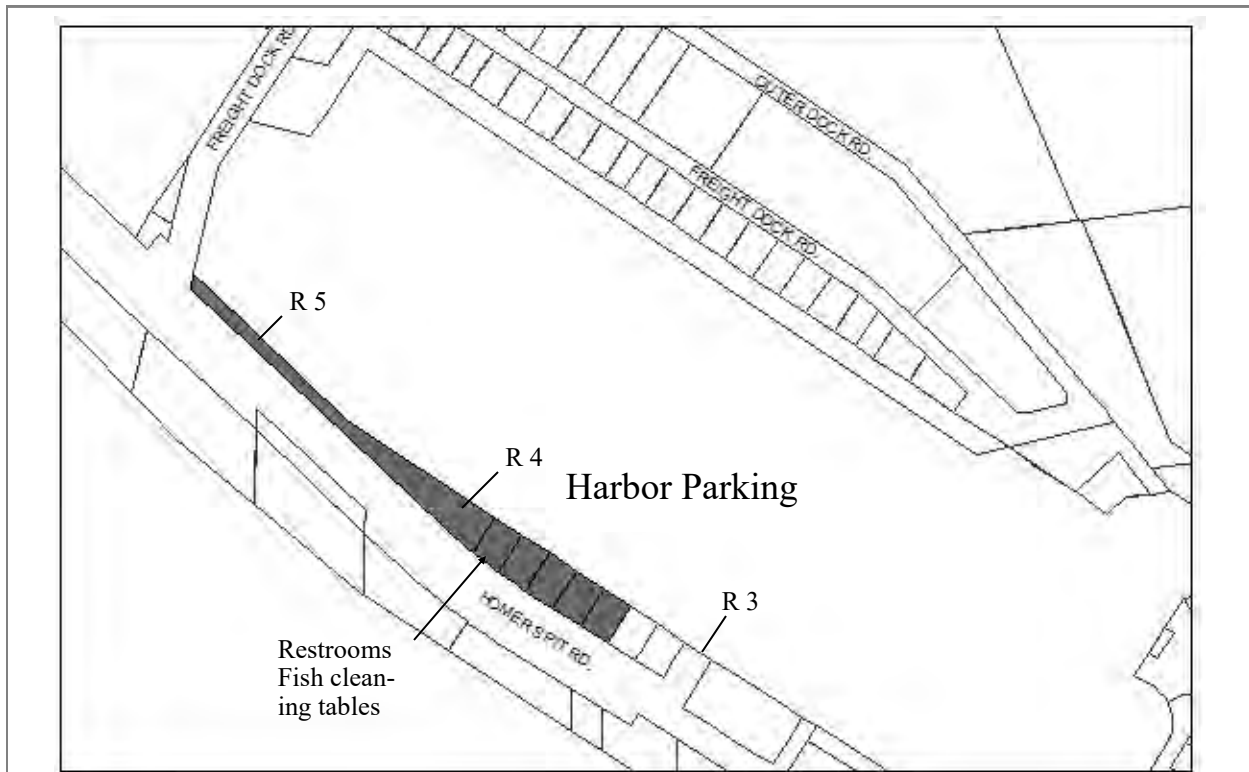 FREIGHT DOCK RD.
OUTER DOCK RD.
FREIGHT DOCK RD.
R 5
R 4
Harbor Parking
R 3
HOMER SPIT RD.
Restrooms
Fish clean-
ing tables